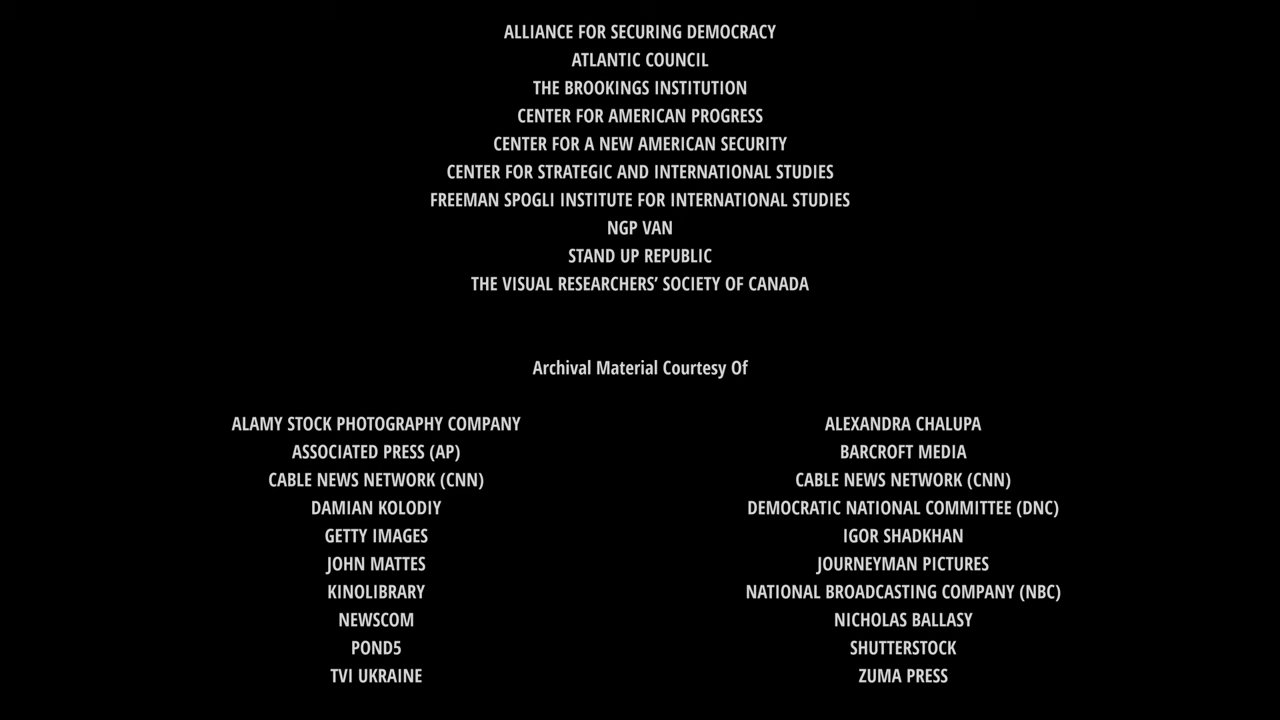 ALLIANCE FOR SECURING DEMOCRACY
ATLANTIC COUNCIL
THE BROOKINGS INSTITUTION
CENTER FOR AMERICAN PROGRESS
CENTER FOR A NEW AMERICAN SECURITY
CENTER FOR STRATEGIC AND INTERNATIONAL STUDIES
FREEMAN SPOGLI INSTITUTE FOR INTERNATIONAL STUDIES
NGP VAN
STAND UP REPUBLIC
THE VISUAL RESEARCHERS’ SOCIETY OF CANADA
Archival Material Courtesy Of
ALAMY STOCK PHOTOGRAPHY COMPANY
ASSOCIATED PRESS (AP)
CABLE NEWS NETWORK (CNN)
DAMIAN KOLODIY
GETTY IMAGES
JOHN MATTES
KINOLIBRARY
NEWSCOM
POND5
TVI UKRAINE
ALEXANDRA CHALUPA
BARCROFT MEDIA
CABLE NEWS NETWORK (CNN)
DEMOCRATIC NATIONAL COMMITTEE (DNC)
IGOR SHADKHAN
JOURNEYMAN PICTURES
NATIONAL BROADCASTING COMPANY (NBC)
NICHOLAS BALLASY
SHUTTERSTOCK
ZUMA PRESS